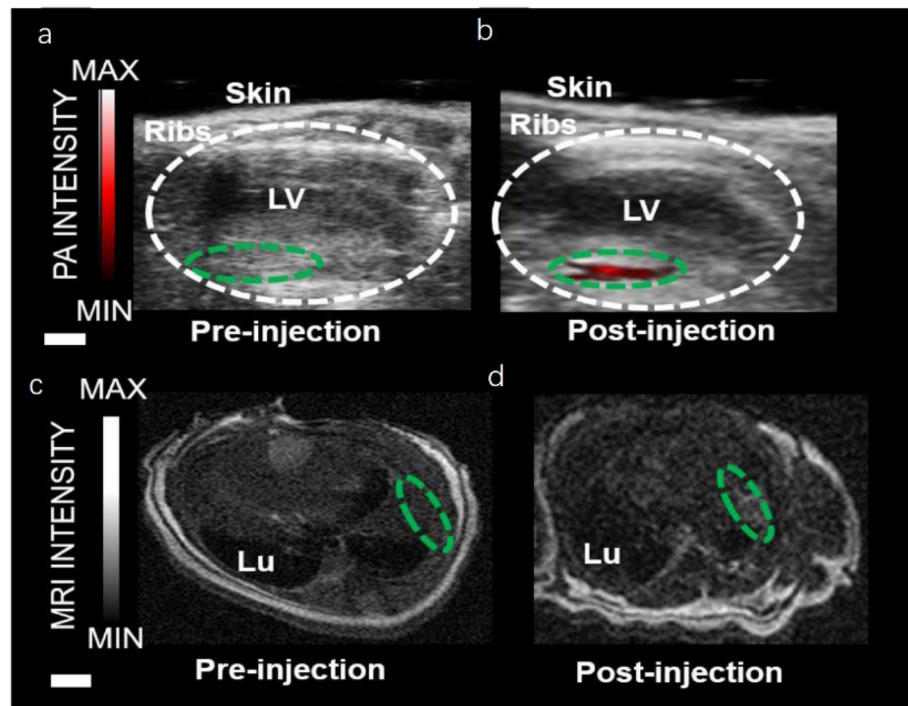 a
b
MAX
PA INTENSITY
MIN
Skin
Ribs
LV
Pre-injection
Skin
Ribs
LV
Post-injection
c
d
MAX
MRI INTENSITY
MIN
Lu
Pre-injection
Lu
Post-injection